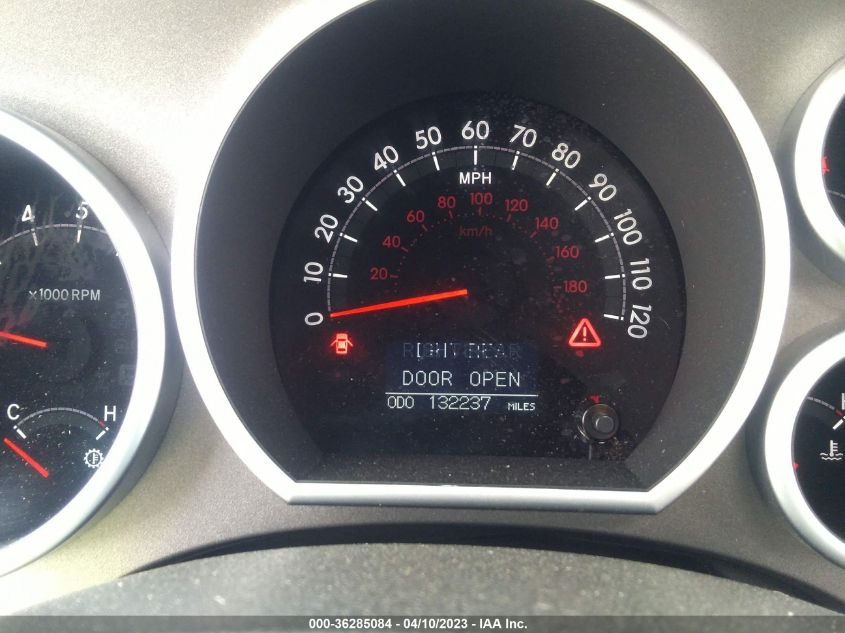 4 5
x1000 RPM
C H
0 10 20 30 40 50 60 70 80 90 100 110 120
MPH
20 40 60 80 100 120 140 160 180
km/h
DOOR OPEN
ODO 132237 MILES
000-36285084 - 04/10/2023 - IAA Inc.